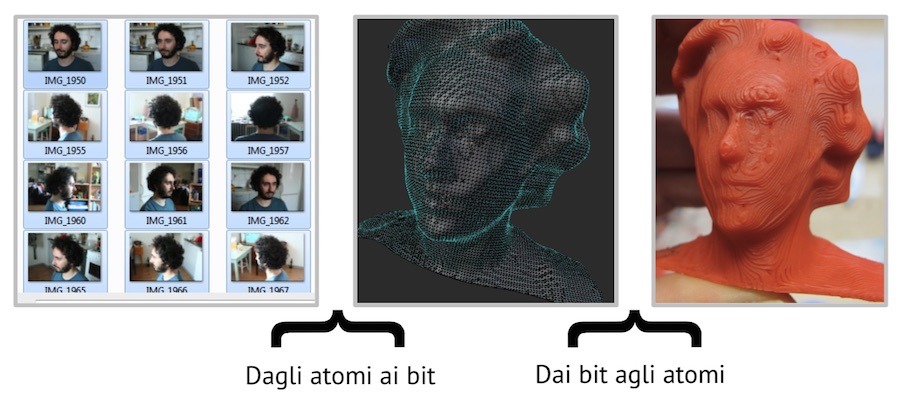 IMG_1950
IMG_1951
IMG_1952
IMG_1955
IMG_1956
IMG_1957
IMG_1960
IMG_1961
IMG_1962
IMG_1965
IMG_1966
IMG_1967
Dagli atomi ai bit
Dai bit agli atomi